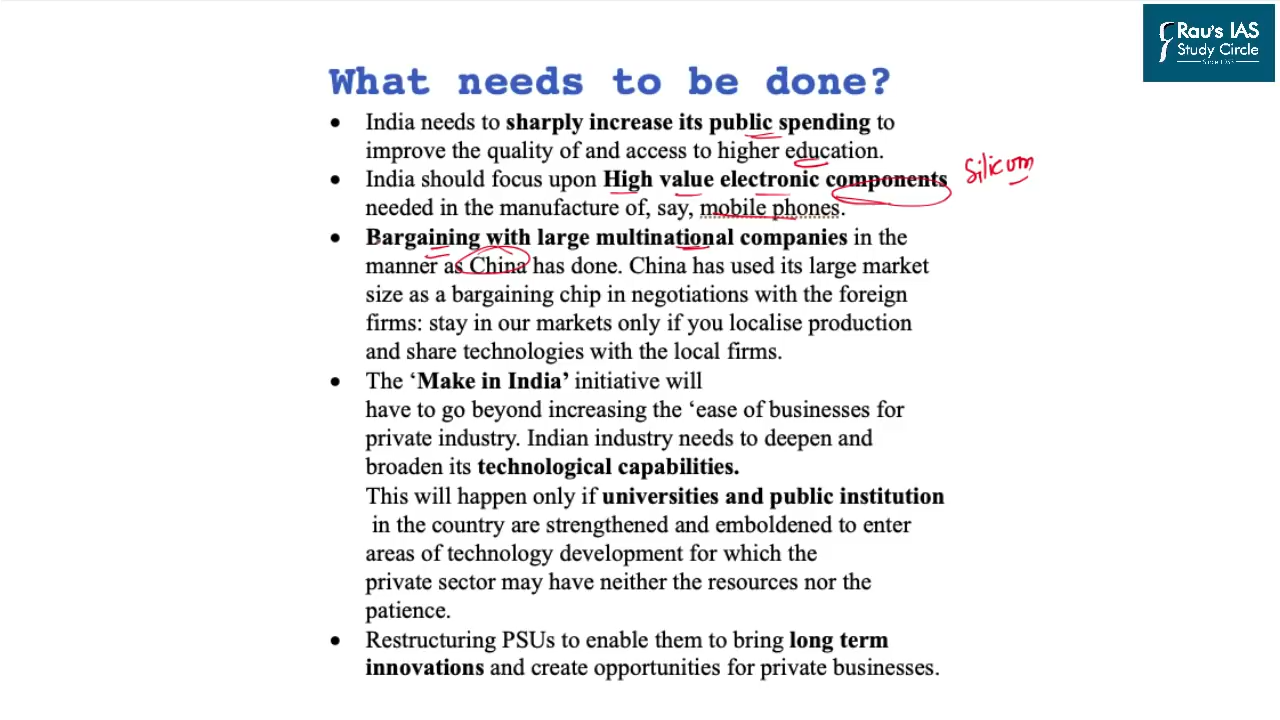 Rau's IAS
Study Circle
Since 1953
What needs to be done?
• India needs to sharply increase its public spending to
improve the quality of and access to higher education.
Silicom
• India should focus upon High value electronic components
needed in the manufacture of, say, mobile phones.
• Bargaining with large multinational companies in the
manner as China has done. China has used its large market
size as a bargaining chip in negotiations with the foreign
firms: stay in our markets only if you localise production
and share technologies with the local firms.
• The ‘Make in India’ initiative will
have to go beyond increasing the ‘ease of businesses for
private industry. Indian industry needs to deepen and
broaden its technological capabilities.
This will happen only if universities and public institution
in the country are strengthened and emboldened to enter
areas of technology development for which the
private sector may have neither the resources nor the
patience.
• Restructuring PSUs to enable them to bring long term
innovations and create opportunities for private businesses.